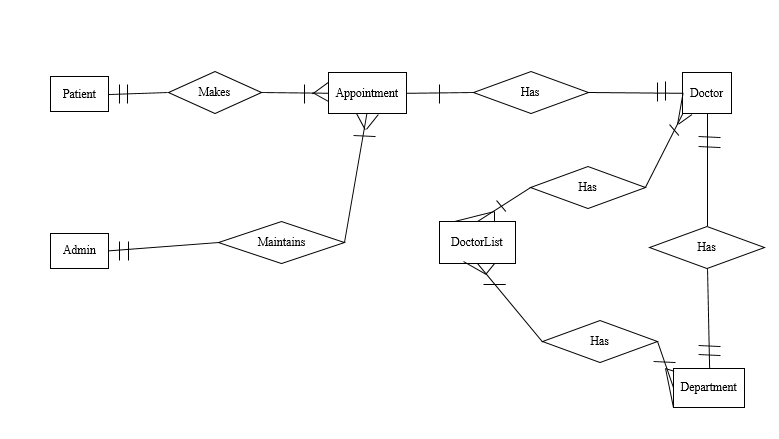 Patient
Makes
Appointment
Has
Doctor
Has
Admin
Maintains
DoctorList
Has
Has
Department